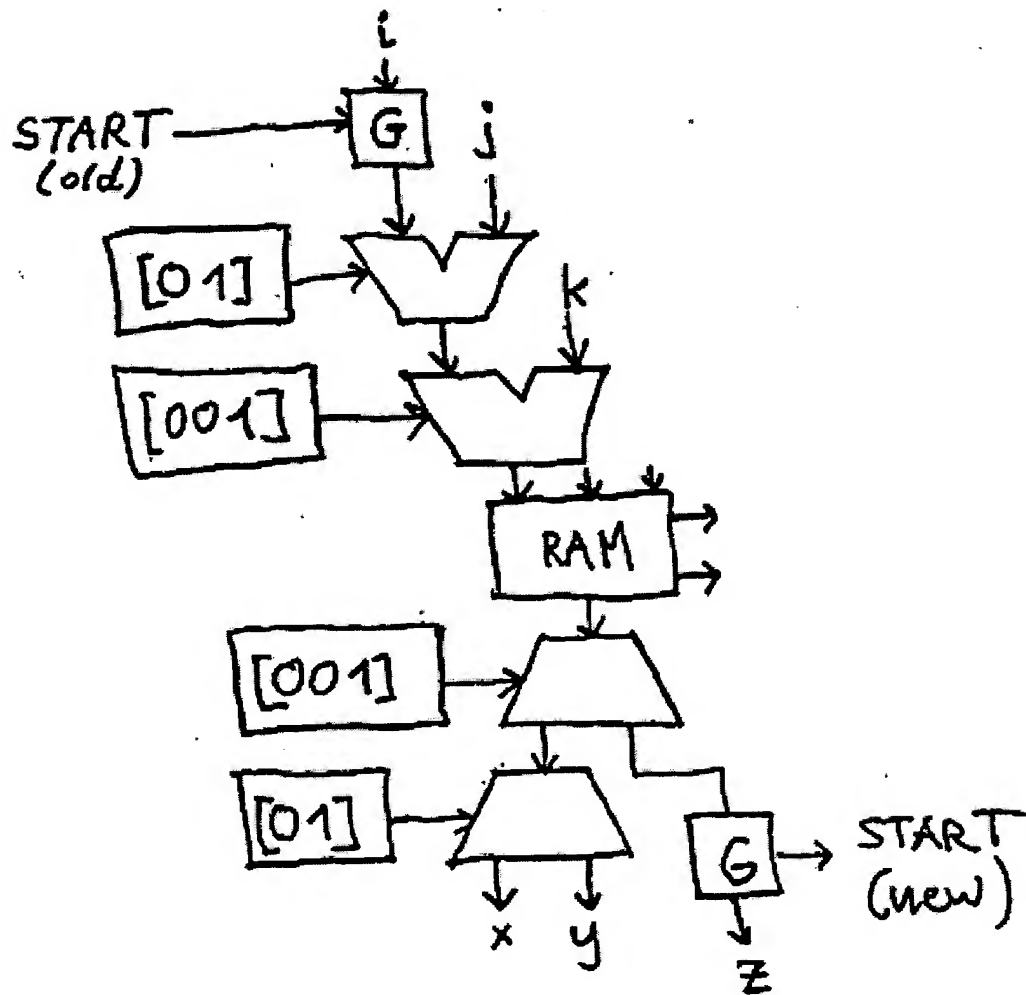 i
START
(old)
G
j
[01]
k
[001]
RAM
[001]
[01]
G
START
(new)
x
y
z